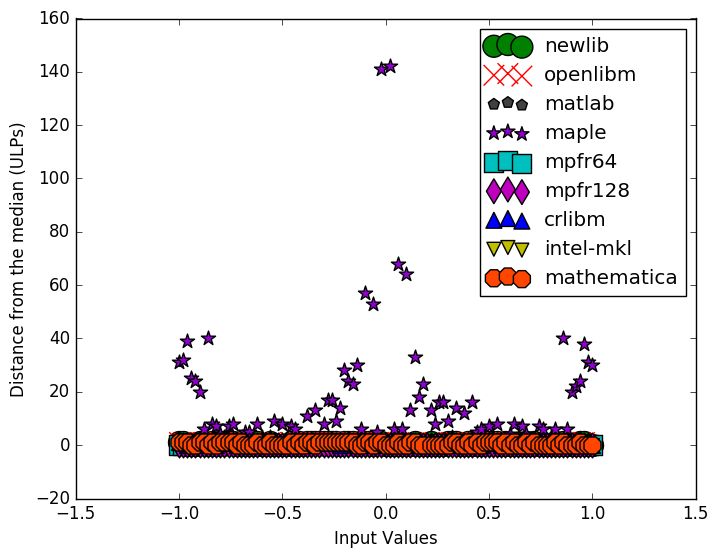 160
140
120
100
80
60
40
20
0
−20
Distance from the median (ULPs)
newlib
openlibm
matlab
maple
mpfr64
mpfr128
crlibm
intel-mkl
mathematica
−1.5 −1.0 −0.5 0.0 0.5 1.0 1.5
Input Values